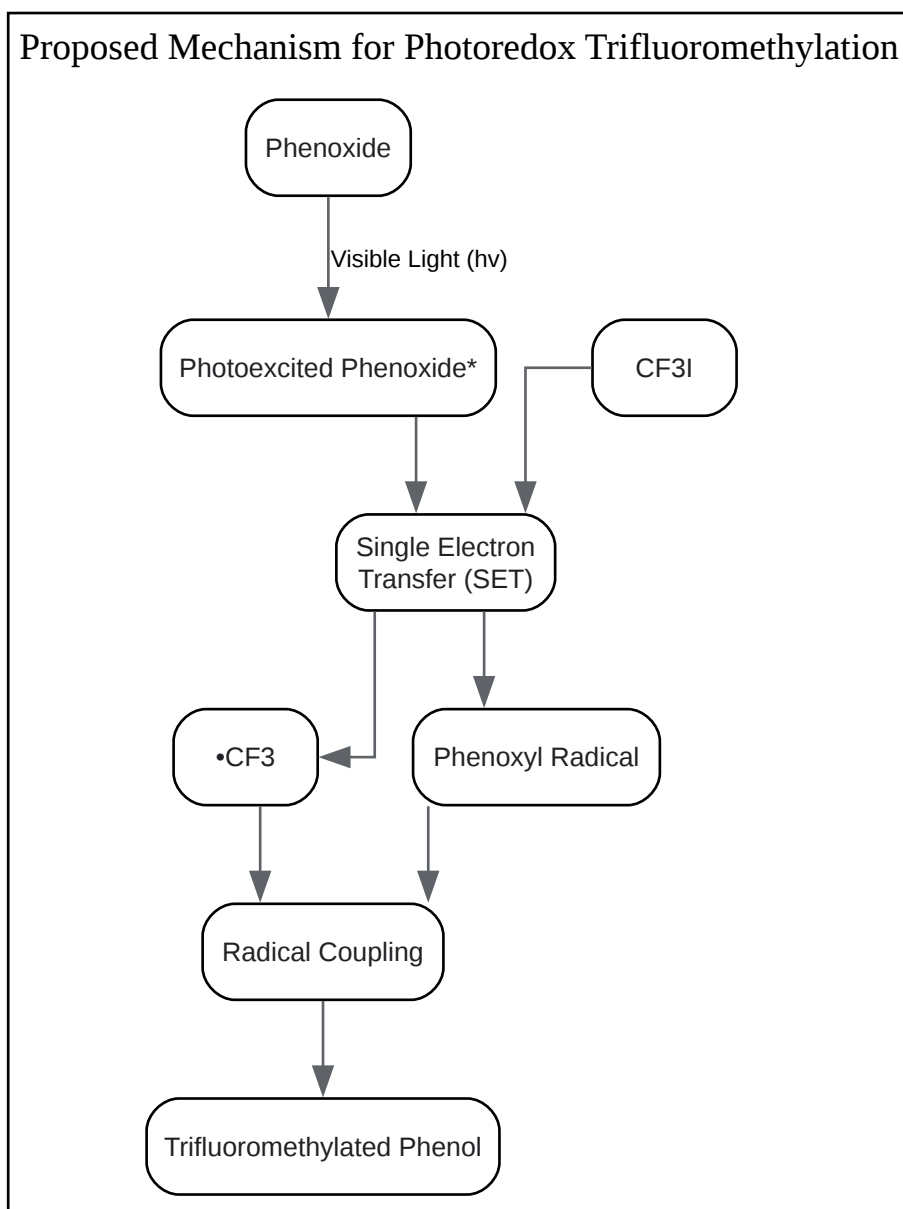 Proposed Mechanism for Photoredox Trifluoromethylation
Phenoxide
Visible Light (hv)
Photoexcited Phenoxide*
CF3I
Single Electron
Transfer (SET)
•CF3
Phenoxyl Radical
Radical Coupling
Trifluoromethylated Phenol